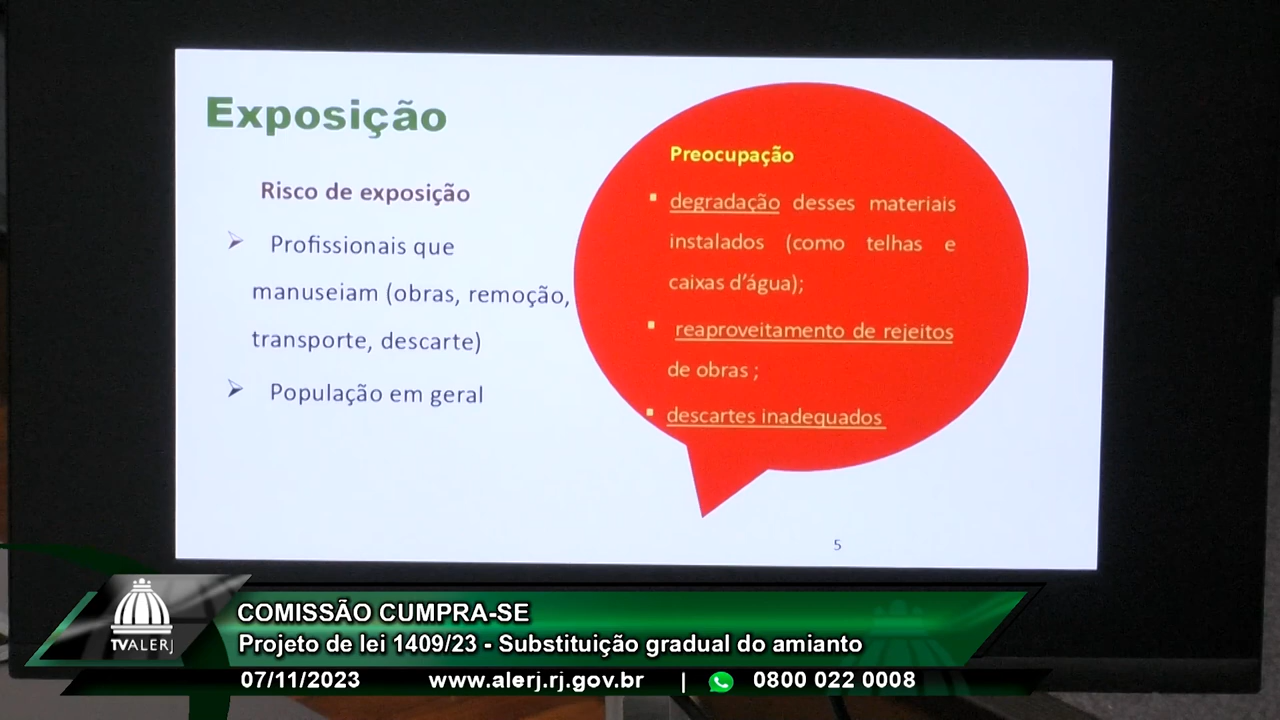 Exposição
Risco de exposição
Profissionais que
manuseiam (obras, remoção,
transporte, descarte)
População em geral
Preocupação
degradação desses materiais
instalados (como telhas e
caixas d'água);
reaproveitamento de rejeitos
de obras ;
descartes inadequados
5
TVALERJ
COMISSÃO CUMPRA-SE
Projeto de lei 1409/23 - Substituição gradual do amianto
07/11/2023 www.alerj.rj.gov.br | 0800 022 0008